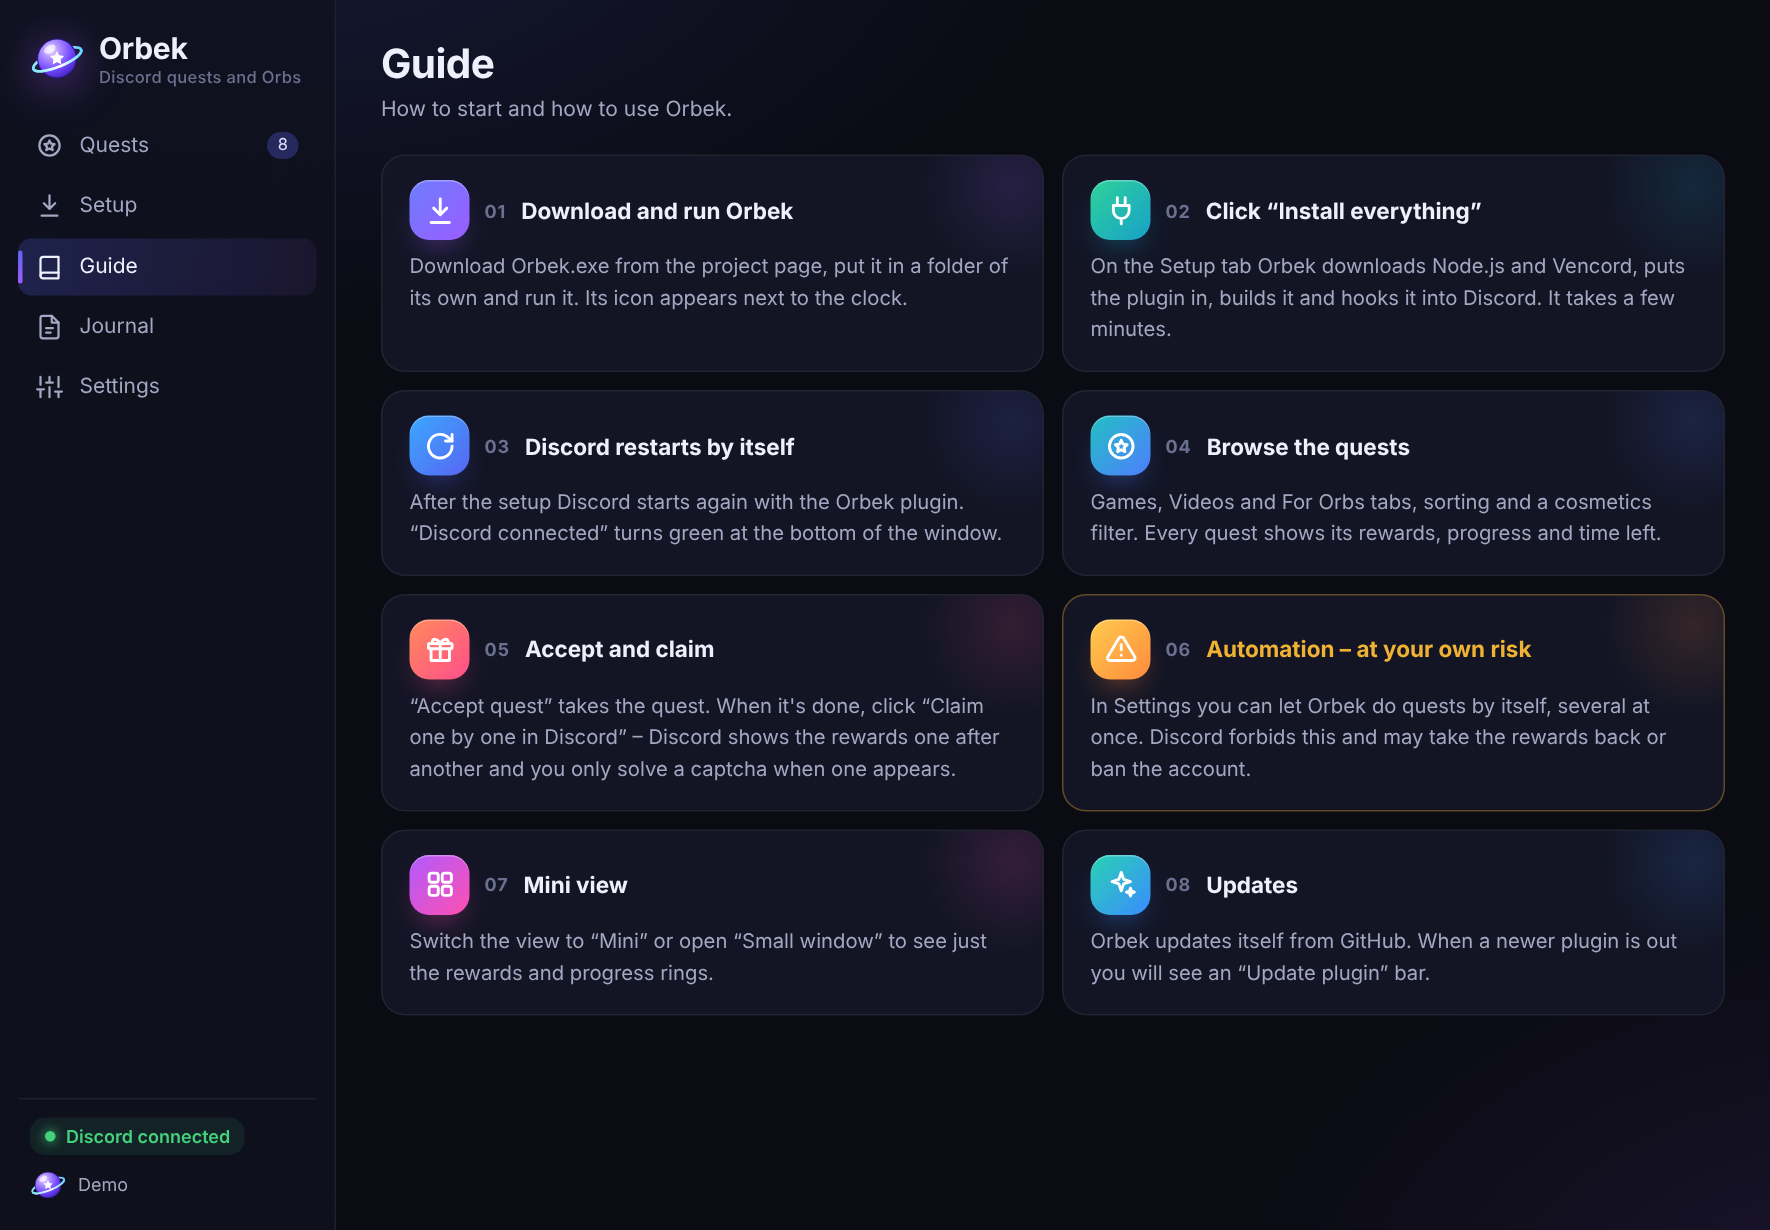 Orbek
Discord quests and Orbs
Quests
8
Setup
Guide
Journal
Settings
Discord connected
Demo
Guide
How to start and how to use Orbek.
01 Download and run Orbek
Download Orbek.exe from the project page, put it in a folder of
its own and run it. Its icon appears next to the clock.
02 Click “Install everything”
On the Setup tab Orbek downloads Node.js and Vencord, puts
the plugin in, builds it and hooks it into Discord. It takes a few
minutes.
03 Discord restarts by itself
After the setup Discord starts again with the Orbek plugin.
“Discord connected” turns green at the bottom of the window.
04 Browse the quests
Games, Videos and For Orbs tabs, sorting and a cosmetics
filter. Every quest shows its rewards, progress and time left.
05 Accept and claim
“Accept quest” takes the quest. When it's done, click “Claim
one by one in Discord” – Discord shows the rewards one after
another and you only solve a captcha when one appears.
06 Automation – at your own risk
In Settings you can let Orbek do quests by itself, several at
once. Discord forbids this and may take the rewards back or
ban the account.
07 Mini view
Switch the view to “Mini” or open “Small window” to see just
the rewards and progress rings.
08 Updates
Orbek updates itself from GitHub. When a newer plugin is out
you will see an “Update plugin” bar.